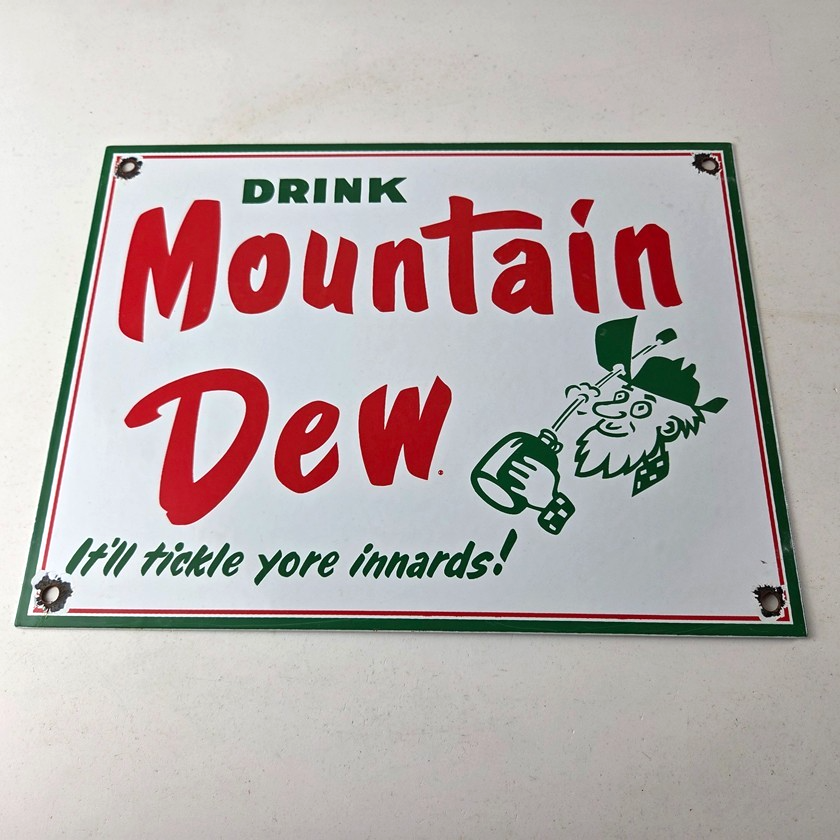 DRINK
Mountain
Dew
It'll tickle yore innards!